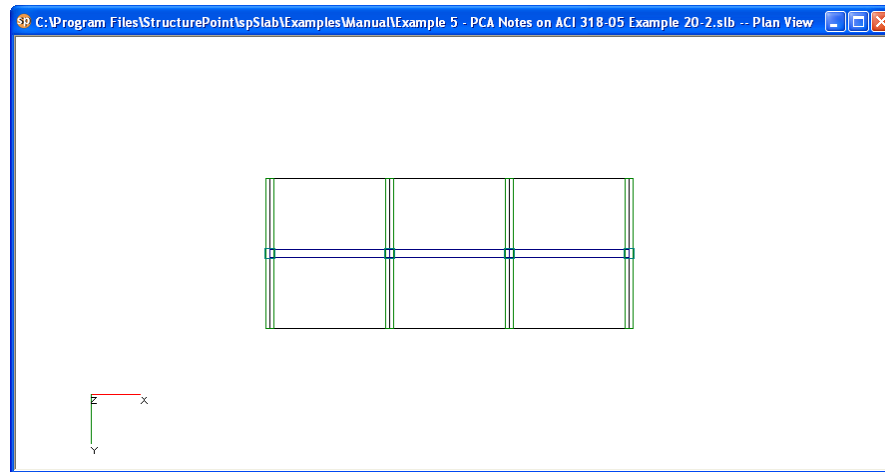 C:\Program Files\StructurePoint\spSlab\Examples\Manual\Example 5 - PCA Notes on ACI 318-05 Example 20-2.slb -- Plan View
Z
X
Y